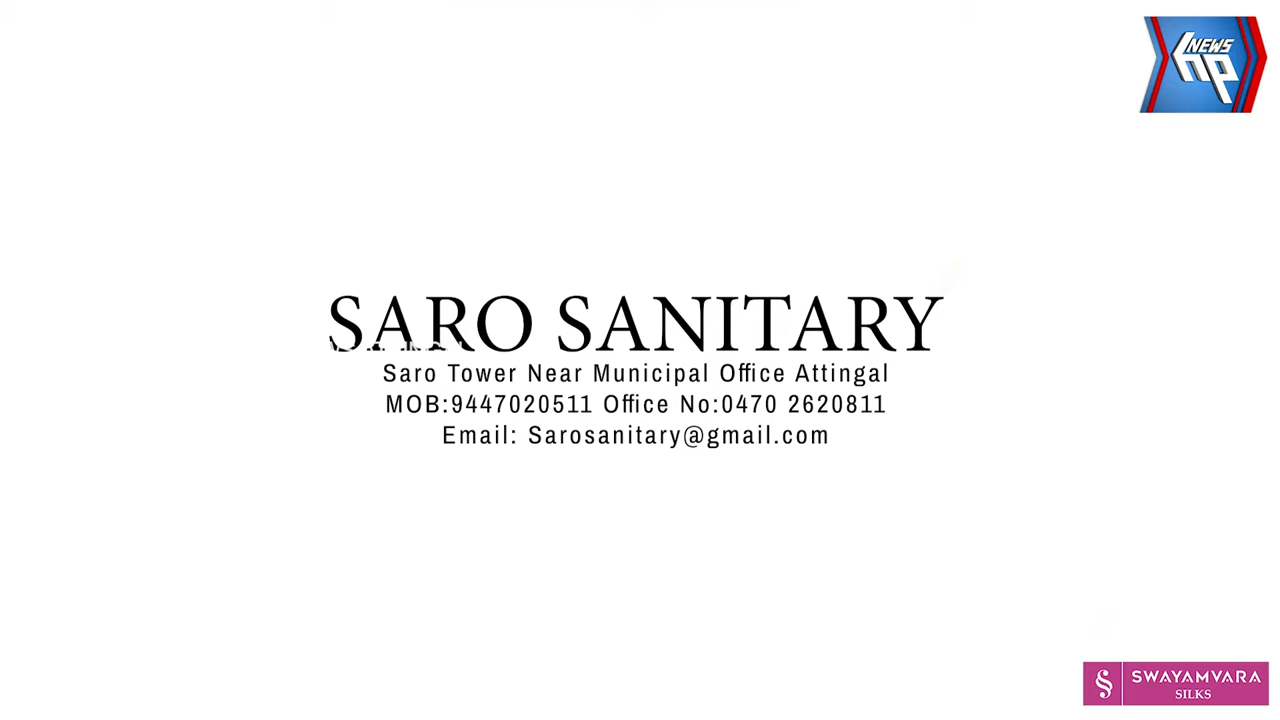 NEWS
hp
SARO SANITARY
Saro Tower Near Municipal Office Attingal
MOB:9447020511 Office No:0470 2620811
Email: Sarosanitary@gmail.com
SWAYAMVARA
SILKS